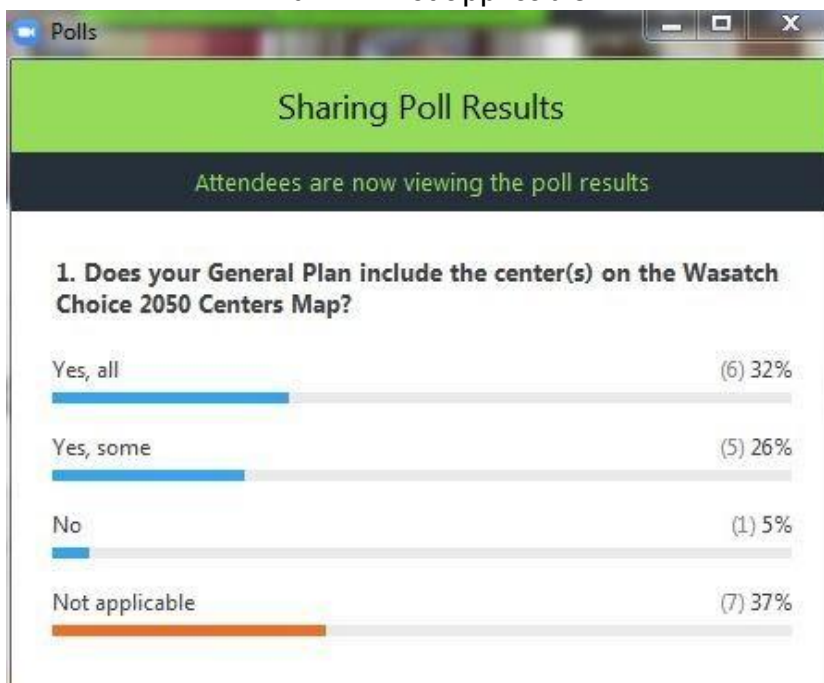 Polls
Sharing Poll Results
Attendees are now viewing the poll results
1. Does your General Plan include the center(s) on the Wasatch
Choice 2050 Centers Map?
Yes, all (6) 32%
Yes, some (5) 26%
No (1) 5%
Not applicable (7) 37%